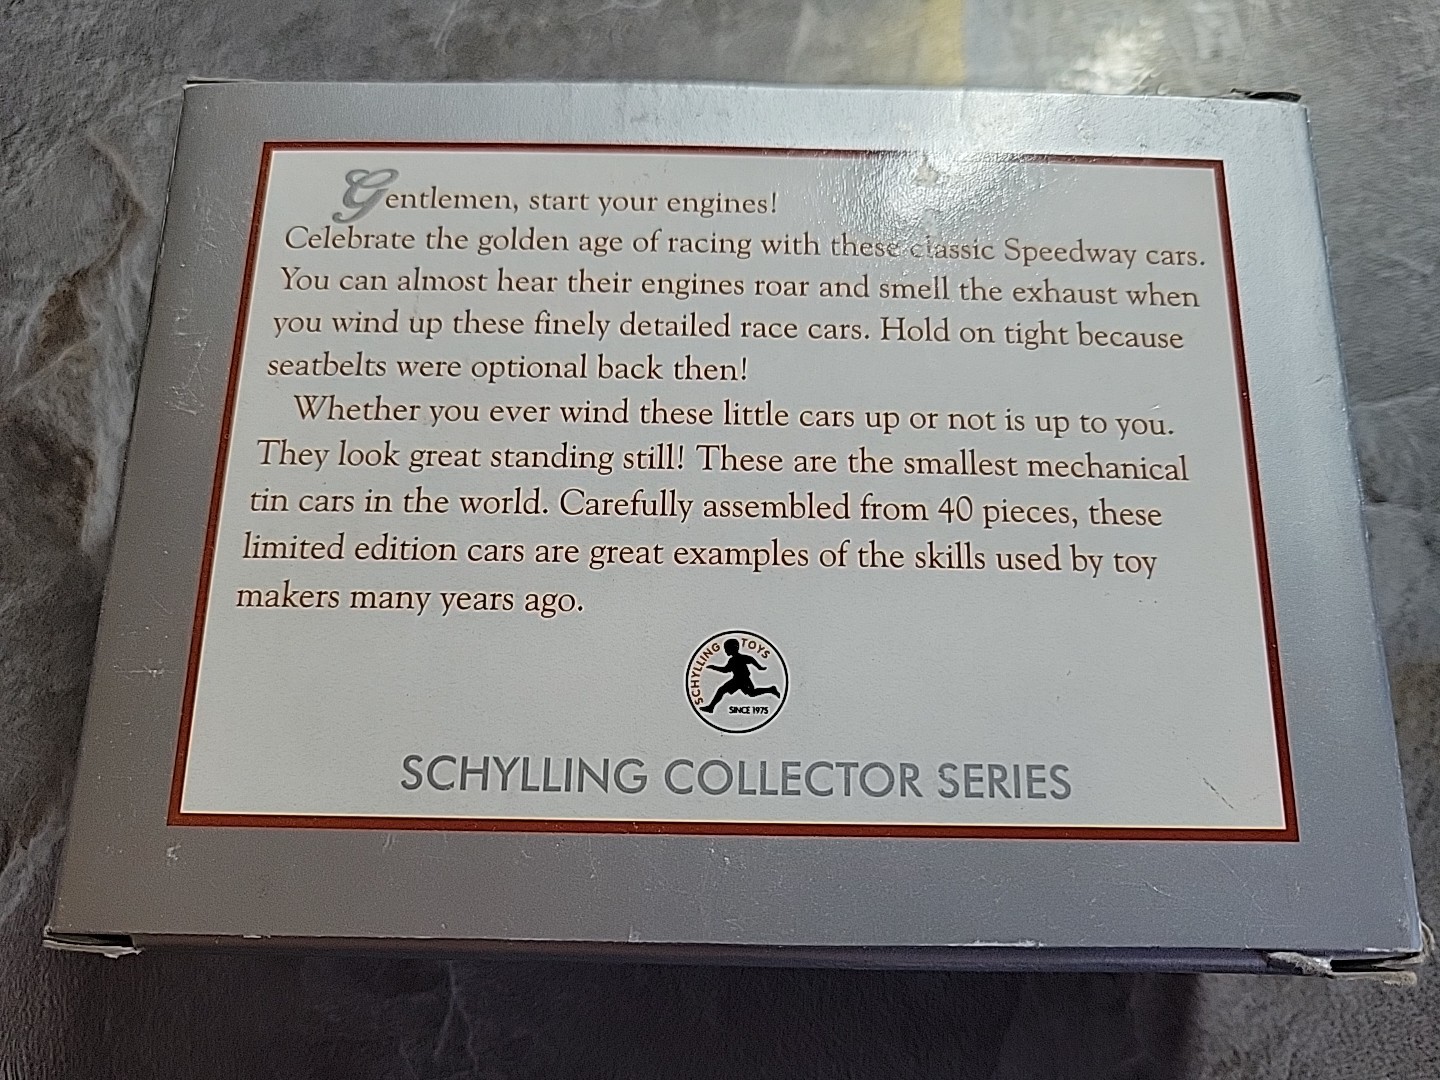 Gentlemen, start your engines!
Celebrate the golden age of racing with these classic Speedway cars.
You can almost hear their engines roar and smell the exhaust when
you wind up these finely detailed race cars. Hold on tight because
seatbelts were optional back then!
Whether you ever wind these little cars up or not is up to you.
They look great standing still! These are the smallest mechanical
tin cars in the world. Carefully assembled from 40 pieces, these
limited edition cars are great examples of the skills used by toy
makers many years ago.
SCHYLLING TOYS
SINCE 1975
SCHYLLING COLLECTOR SERIES